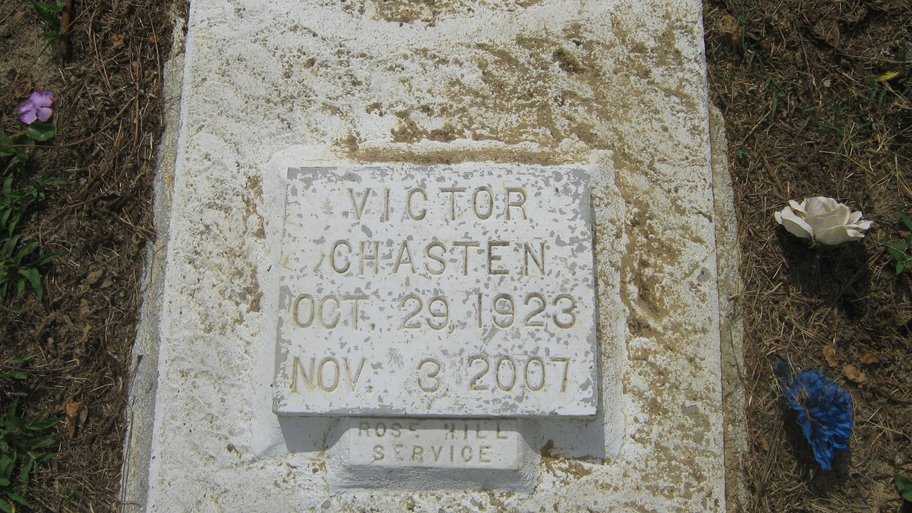 VICTOR
CHASTEN
OCT. 29, 1923
NOV. 3 2007
ROSE HILL
SERVICE